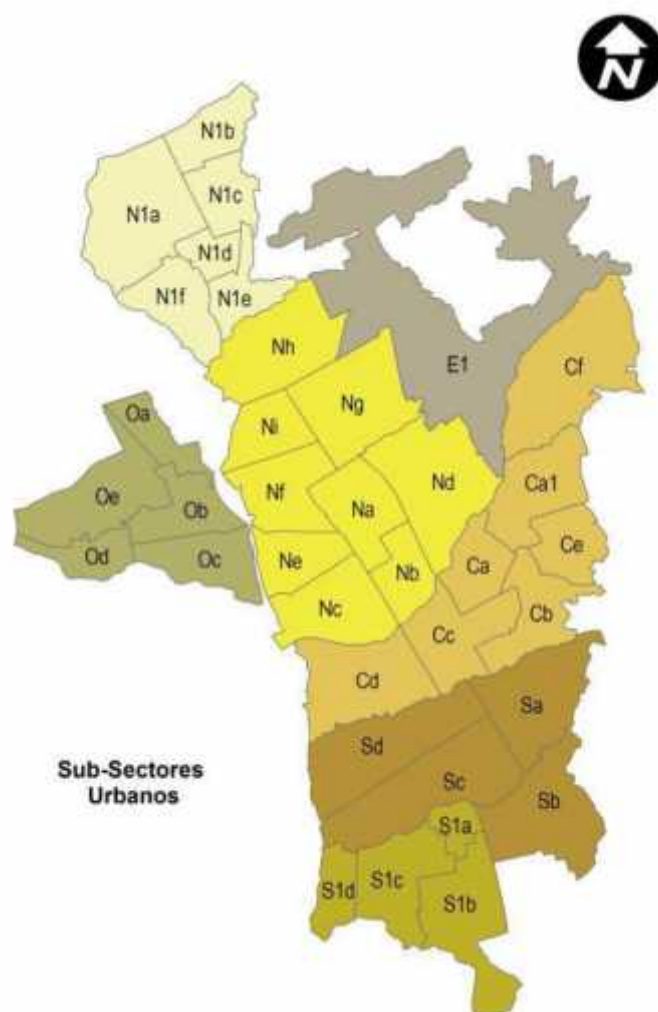 N
N1b
N1c
N1a
N1d
N1f
N1e
Nh
E1
Cf
Ng
Oa
Ni
Ca1
Oe
Nf
Nd
Na
Ob
Ce
Od
Oc
Ne
Nb
Ca
Nc
Cb
Cc
Cd
Sa
Sd
Sub-Sectores
Urbanos
Sc
Sb
S1a
S1d
S1c
S1b